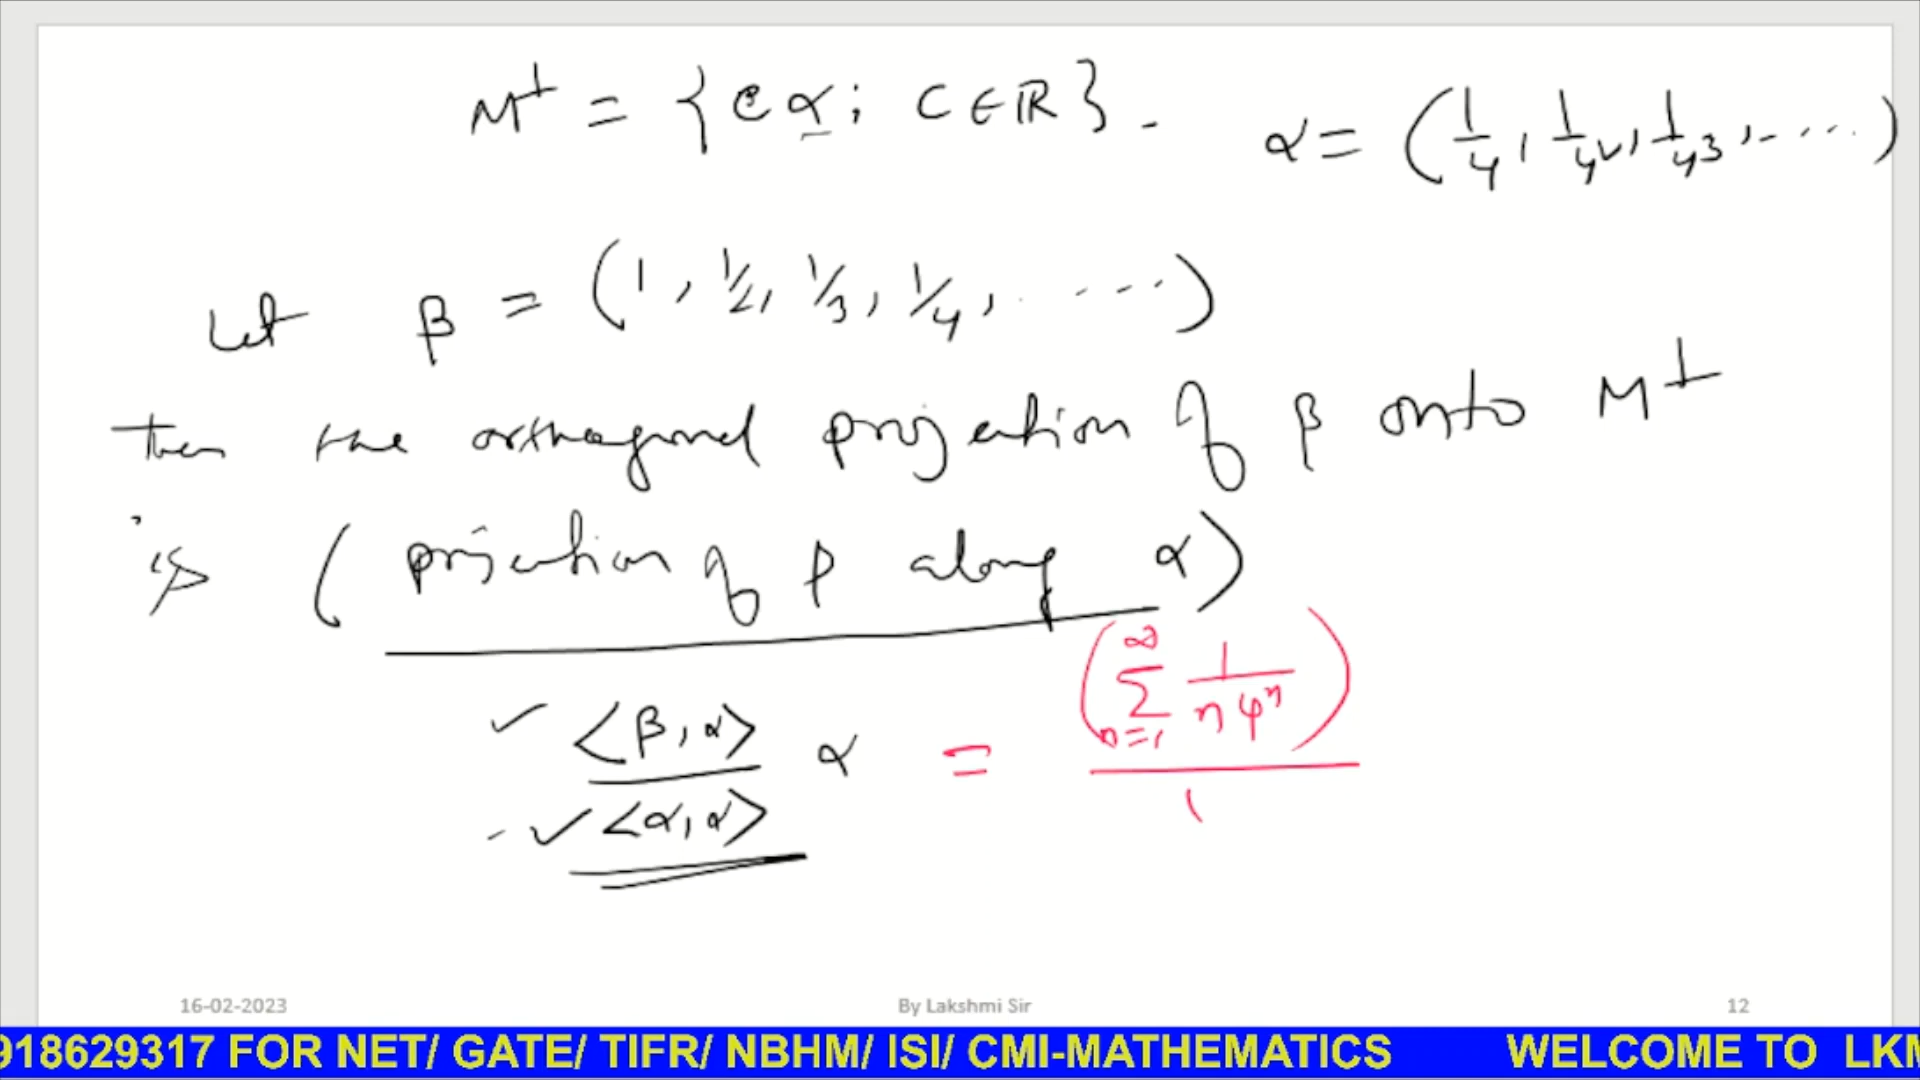 M⊥ = {cα; C∈ℝ}. α = (1/4, 1/4², 1/4³, .....)
Let β = (1, 1/2, 1/3, 1/4, .....)
then the orthogonal projection of β onto M⊥
is (projection of β along α)
✓ <β,α> / - ✓ <α,α> α = (∑ n=1 ∞ 1/n4ⁿ) / (
16-02-2023 By Lakshmi Sir 12
918629317 FOR NET/ GATE/ TIFR/ NBHM/ ISI/ CMI-MATHEMATICS WELCOME TO LKM